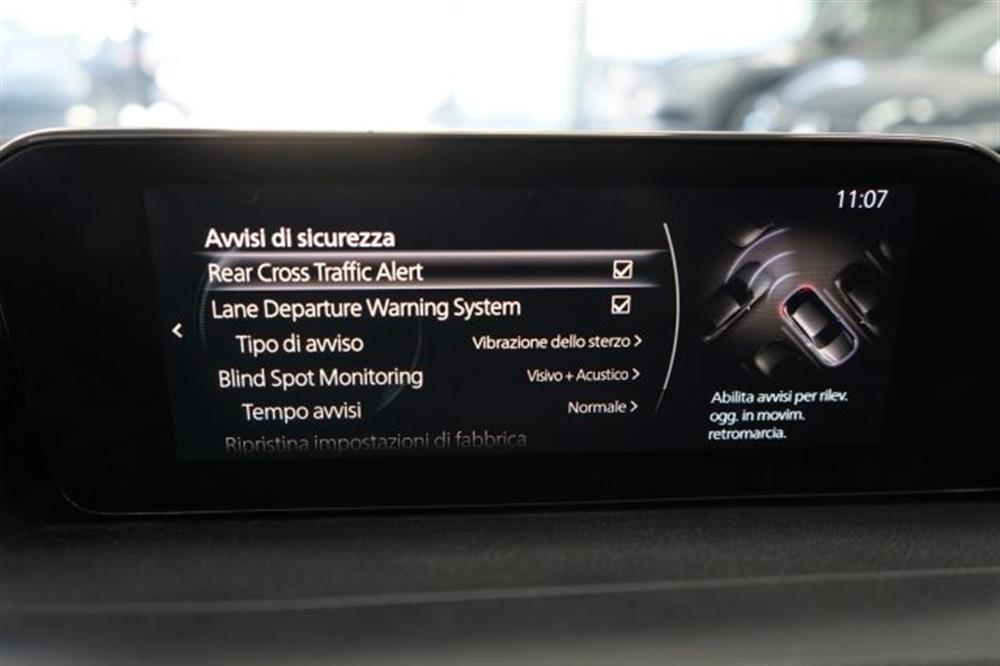 11:07
Avvisi di sicurezza
Rear Cross Traffic Alert
Lane Departure Warning System
Tipo di avviso Vibrazione dello sterzo >
Blind Spot Monitoring Visivo + Acustico >
Tempo avvisi Normale >
Ripristina impostazioni di fabbrica
Abilita avvisi per rilev.
ogg. in movim.
retromarcia.